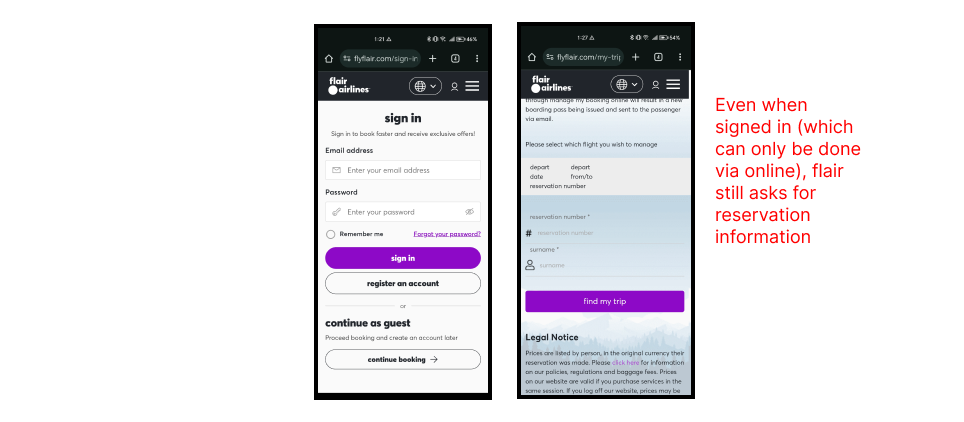 1:21
46%
flyflair.com/sign-in
flair
airlines
sign in
Sign in to book faster and receive exclusive offers!
Email address
Enter your email address
Password
Enter your password
Remember me
Forgot your password?
sign in
register an account
or
continue as guest
Proceed booking and create an account later
continue booking
1:27
54%
flyflair.com/my-trip
flair
airlines
through manage my booking online will result in a new
boarding pass being issued and sent to the passenger
via email.
Please select which flight you wish to manage
depart depart
date from/to
reservation number
reservation number *
# reservation number
surname *
surname
find my trip
Legal Notice
Prices are listed by person, in the original currency their
reservation was made. Please click here for information
on our policies, regulations and baggage fees. Prices
on our website are valid if you purchase services in the
same session. If you log off our website, prices may be
Even when
signed in (which
can only be done
via online), flair
still asks for
reservation
information